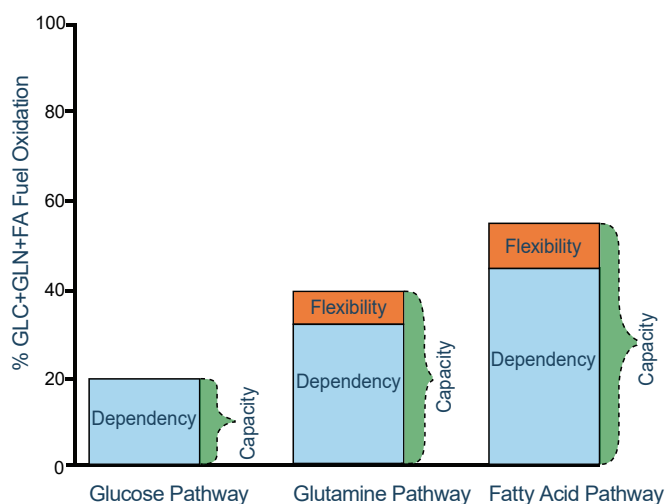 % GLC+GLN+FA Fuel Oxidation
100
80
60
40
20
0
Dependency
Capacity
Flexibility
Dependency
Capacity
Flexibility
Dependency
Capacity
Glucose Pathway
Glutamine Pathway
Fatty Acid Pathway